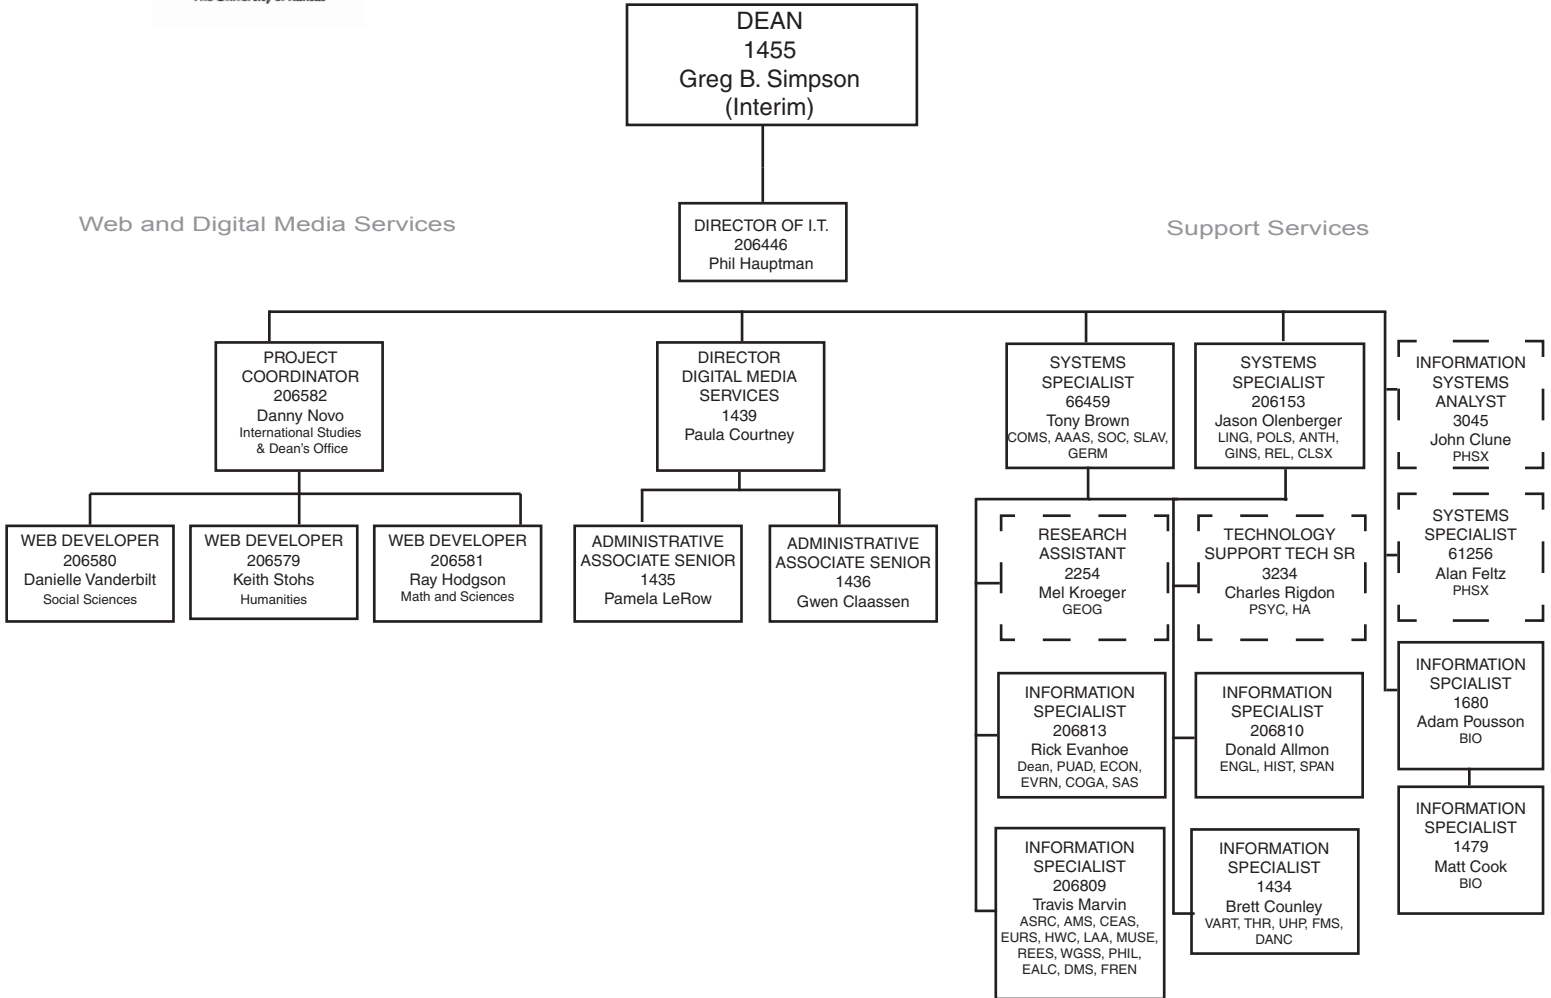 DEAN
1455
Greg B. Simpson
(Interim)
Web and Digital Media Services
DIRECTOR OF I.T.
206446
Phil Hauptman
Support Services
PROJECT
COORDINATOR
206582
Danny Novo
International Studies
& Dean's Office
DIRECTOR
DIGITAL MEDIA
SERVICES
1439
Paula Courtney
SYSTEMS
SPECIALIST
66459
Tony Brown
COMS, AAAS, SOC, SLAV,
GERM
SYSTEMS
SPECIALIST
206153
Jason Olenberger
LING, POLS, ANTH,
GINS, REL, CLSX
INFORMATION
SYSTEMS
ANALYST
3045
John Clune
PHSX
WEB DEVELOPER
206580
Danielle Vanderbilt
Social Sciences
WEB DEVELOPER
206579
Keith Stohs
Humanities
WEB DEVELOPER
206581
Ray Hodgson
Math and Sciences
ADMINISTRATIVE
ASSOCIATE SENIOR
1435
Pamela LeRow
ADMINISTRATIVE
ASSOCIATE SENIOR
1436
Gwen Claassen
RESEARCH
ASSISTANT
2254
Mel Kroeger
GEOG
TECHNOLOGY
SUPPORT TECH SR
3234
Charles Rigdon
PSYC, HA
SYSTEMS
SPECIALIST
61256
Alan Feltz
PHSX
INFORMATION
SPECIALIST
206813
Rick Evanhoe
Dean, PUAD, ECON,
EVRN, COGA, SAS
INFORMATION
SPECIALIST
206810
Donald Allmon
ENGL, HIST, SPAN
INFORMATION
SPCIALIST
1680
Adam Pousson
BIO
INFORMATION
SPECIALIST
206809
Travis Marvin
ASRC, AMS, CEAS,
EURS, HWC, LAA, MUSE,
REES, WGSS, PHIL,
EALC, DMS, FREN
INFORMATION
SPECIALIST
1434
Brett Counley
VART, THR, UHP, FMS,
DANC
INFORMATION
SPECIALIST
1479
Matt Cook
BIO